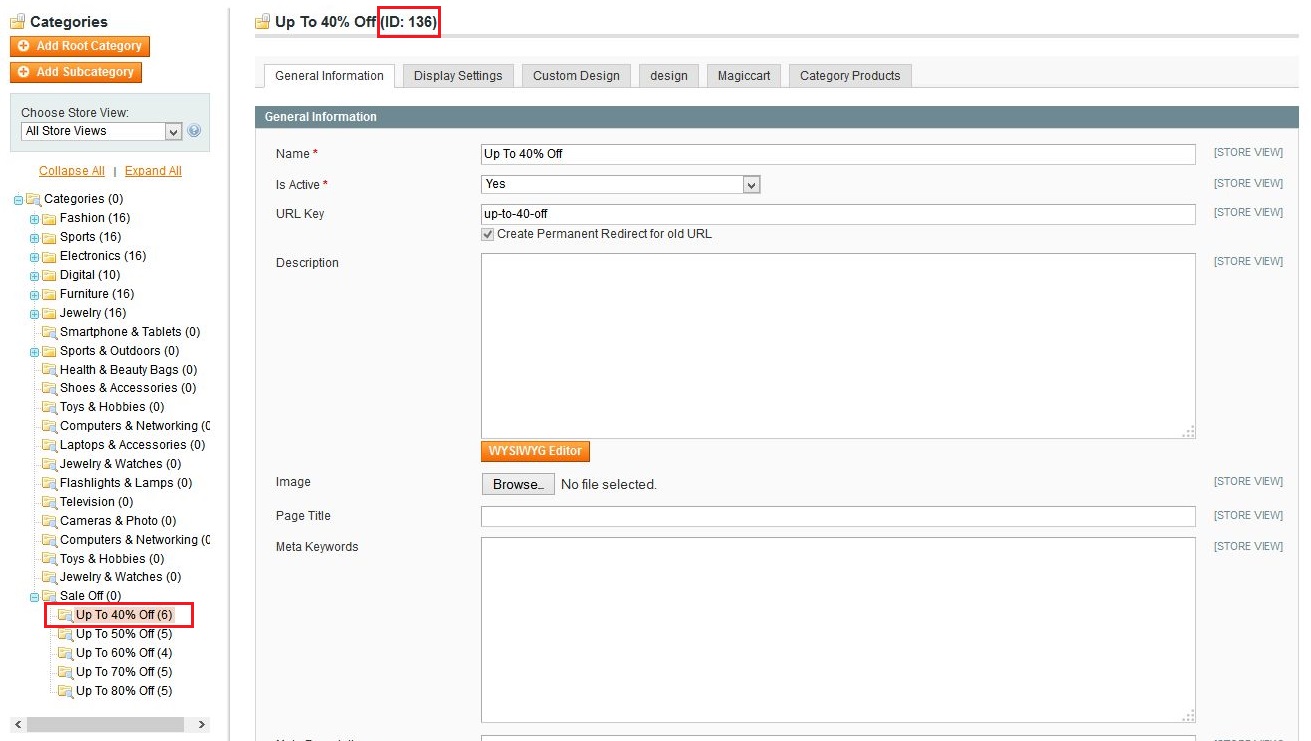 Categories
Add Root Category
Add Subcategory
Choose Store View:
All Store Views
Collapse All | Expand All
Categories (0)
Fashion (16)
Sports (16)
Electronics (16)
Digital (10)
Furniture (16)
Jewelry (16)
Smartphone & Tablets (0)
Sports & Outdoors (0)
Health & Beauty Bags (0)
Shoes & Accessories (0)
Toys & Hobbies (0)
Computers & Networking (0
Laptops & Accessories (0)
Jewelry & Watches (0)
Flashlights & Lamps (0)
Television (0)
Cameras & Photo (0)
Computers & Networking (0
Toys & Hobbies (0)
Jewelry & Watches (0)
Sale Off (0)
Up To 40% Off (6)
Up To 50% Off (5)
Up To 60% Off (4)
Up To 70% Off (5)
Up To 80% Off (5)
Up To 40% Off (ID: 136)
General Information Display Settings Custom Design design Magiccart Category Products
General Information
Name * Up To 40% Off [STORE VIEW]
Is Active * Yes [STORE VIEW]
URL Key up-to-40-off [STORE VIEW]
Create Permanent Redirect for old URL
Description [STORE VIEW]
WYSIWYG Editor
Image Browse... No file selected. [STORE VIEW]
Page Title [STORE VIEW]
Meta Keywords [STORE VIEW]